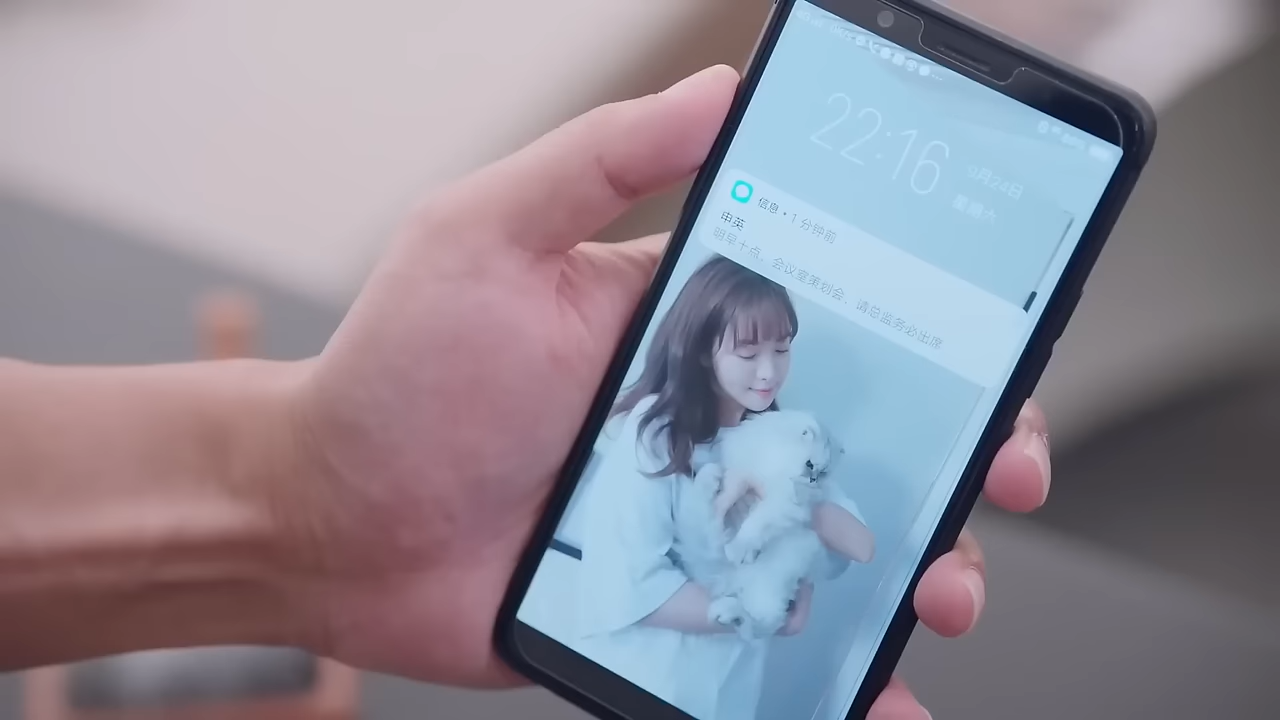 22:16
9月24日
星期六
信息 • 1 分钟前
申英
明早十点，会议室策划会，请总监务必出席